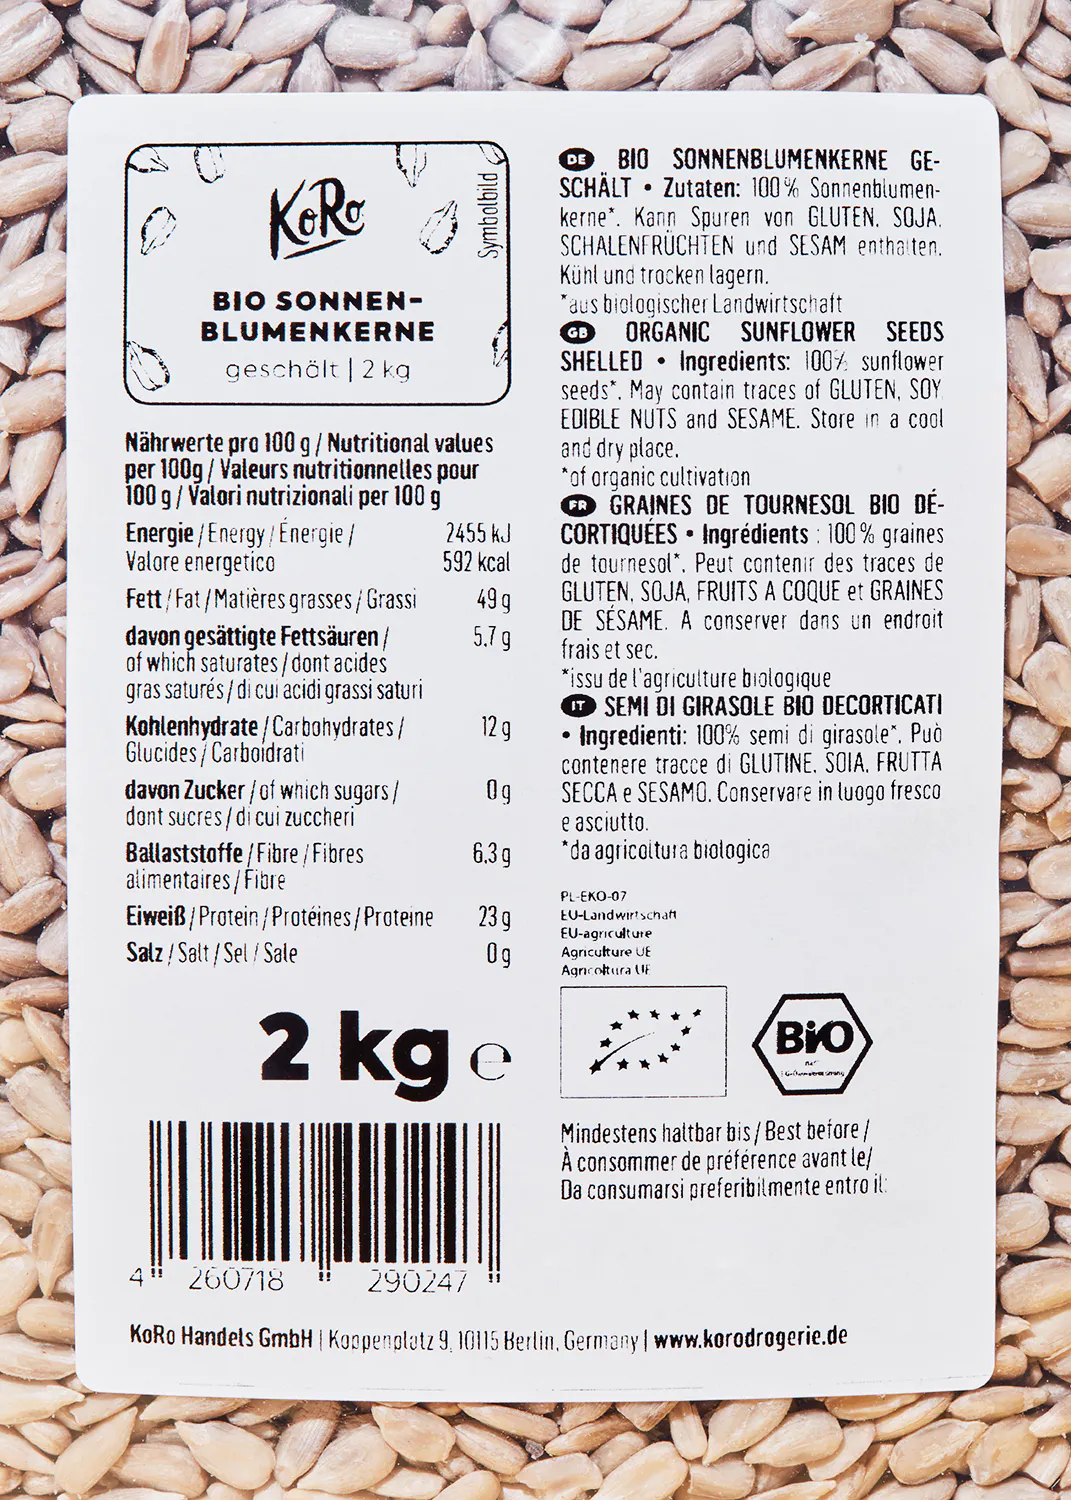 KoRo
Symbolbild
BIO SONNEN-
BLUMENKERNE
geschält | 2 kg
Nährwerte pro 100 g / Nutritional values
per 100g / Valeurs nutritionnelles pour
100 g / Valori nutrizionali per 100 g
Energie / Energy / Énergie / 2455 kJ
Valore energetico 592 kcal
Fett / Fat / Matières grasses / Grassi 49 g
davon gesättigte Fettsäuren / 5,7 g
of which saturates / dont acides
gras saturés / di cui acidi grassi saturi
Kohlenhydrate / Carbohydrates / 12 g
Glucides / Carboidrati
davon Zucker / of which sugars / 0 g
dont sucres / di cui zuccheri
Ballaststoffe / Fibre / Fibres 6,3 g
alimentaires / Fibre
Eiweiß / Protein / Protéines / Proteine 23 g
Salz / Salt / Sel / Sale 0 g
2 kg e
4 260718 290247
DE BIO SONNENBLUMENKERNE GE-
SCHÄLT • Zutaten: 100 % Sonnenblumen-
kerne*. Kann Spuren von GLUTEN, SOJA,
SCHALENFRÜCHTEN und SESAM enthalten.
Kühl und trocken lagern.
*aus biologischer Landwirtschaft
GB ORGANIC SUNFLOWER SEEDS
SHELLED • Ingredients: 100% sunflower
seeds*. May contain traces of GLUTEN, SOY,
EDIBLE NUTS and SESAME. Store in a cool
and dry place.
*of organic cultivation
FR GRAINES DE TOURNESOL BIO DÉ-
CORTIQUÉES • Ingrédients : 100 % graines
de tournesol*. Peut contenir des traces de
GLUTEN, SOJA, FRUITS A COQUE et GRAINES
DE SÉSAME. A conserver dans un endroit
frais et sec.
*issu de l'agriculture biologique
IT SEMI DI GIRASOLE BIO DECORTICATI
• Ingredienti: 100% semi di girasole*. Può
contenere tracce di GLUTINE, SOIA, FRUTTA
SECCA e SESAMO. Conservare in luogo fresco
e asciutto.
*da agricoltura biologica
PL-EKO-07
EU-Landwirtschaft
EU-agriculture
Agriculture UE
Agricoltura UE
BIO
Mindestens haltbar bis / Best before /
À consommer de préférence avant le/
Da consumarsi preferibilmente entro il:
KoRo Handels GmbH | Koppenplatz 9, 10115 Berlin, Germany | www.korodrogerie.de